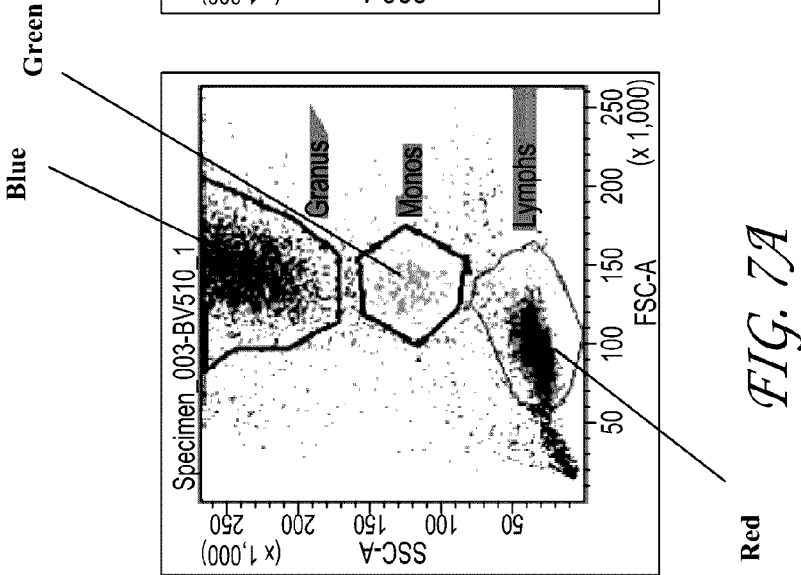 Green
Blue
Specimen_003-BV510_1
(x 1,000)
250
200
150
100
50
SSC-A
Granus
Monos
Lymphs
50
100
150
200
250
(x 1,000)
FSC-A
Red
FIG. 7A